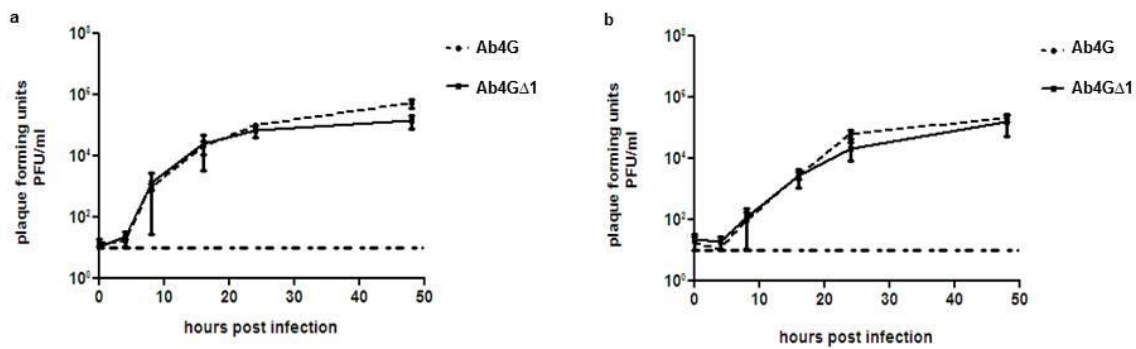 a
10⁸
10⁶
10⁴
10²
10⁰
plaque forming units
PFU/ml
0 10 20 30 40 50
hours post infection
Ab4G
Ab4GΔ1
b
10⁸
10⁶
10⁴
10²
10⁰
plaque forming units
PFU/ml
0 10 20 30 40 50
hours post infection
Ab4G
Ab4GΔ1